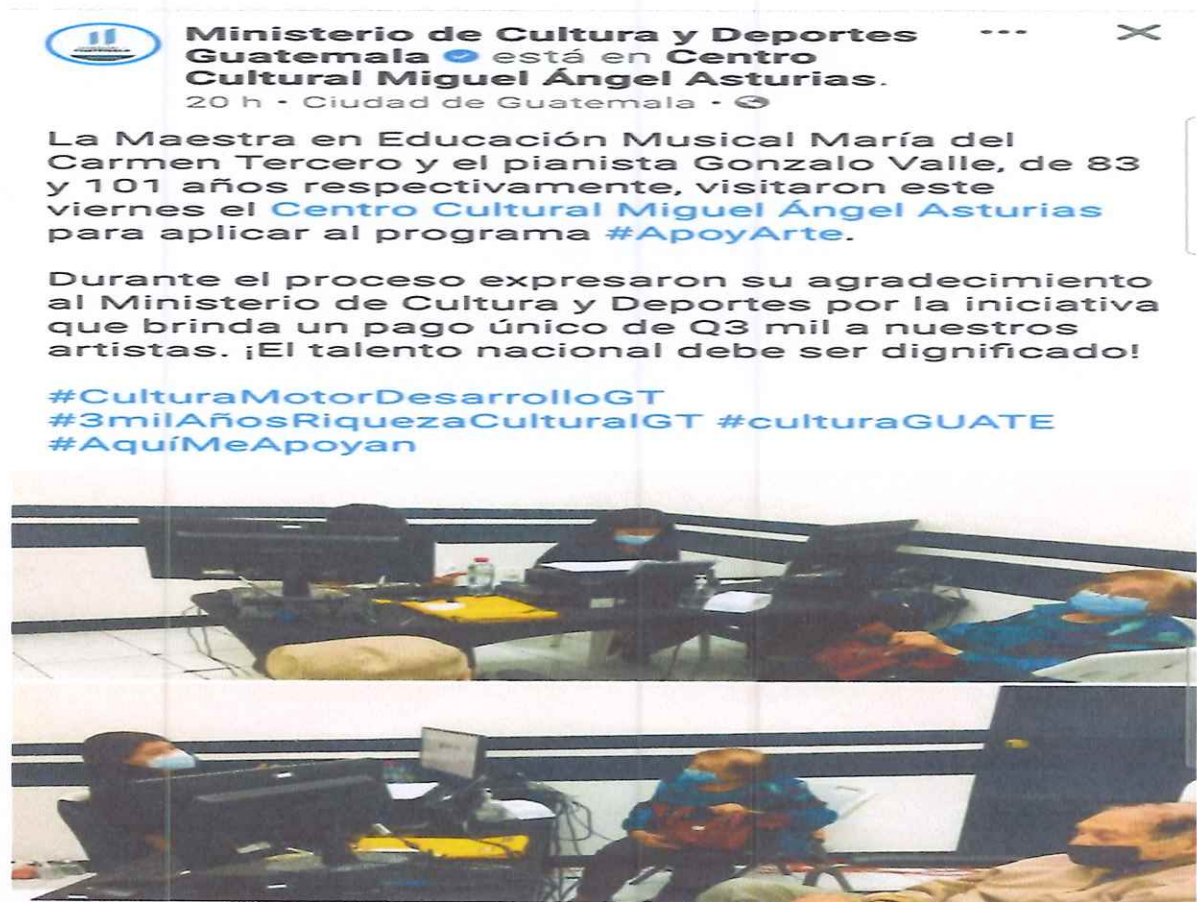 Ministerio de Cultura y Deportes
Guatemala está en Centro
Cultural Miguel Ángel Asturias.
20 h · Ciudad de Guatemala ·
La Maestra en Educación Musical María del
Carmen Tercero y el pianista Gonzalo Valle, de 83
y 101 años respectivamente, visitaron este
viernes el Centro Cultural Miguel Ángel Asturias
para aplicar al programa #ApoyArte.
Durante el proceso expresaron su agradecimiento
al Ministerio de Cultura y Deportes por la iniciativa
que brinda un pago único de Q3 mil a nuestros
artistas. ¡El talento nacional debe ser dignificado!
#CulturaMotorDesarrolloGT
#3milAñosRiquezaCulturalGT #culturaGUATE
#AquíMeApoyan